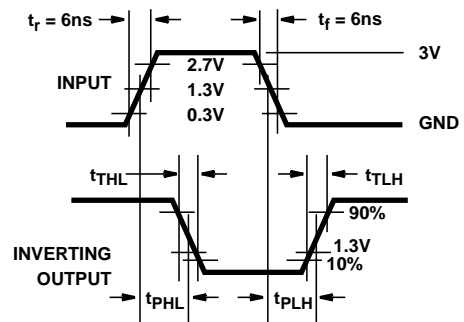 tr = 6ns
tf = 6ns
3V
2.7V
INPUT
1.3V
0.3V
GND
tTHL
tTLH
90%
INVERTING
OUTPUT
1.3V
10%
tPHL
tPLH